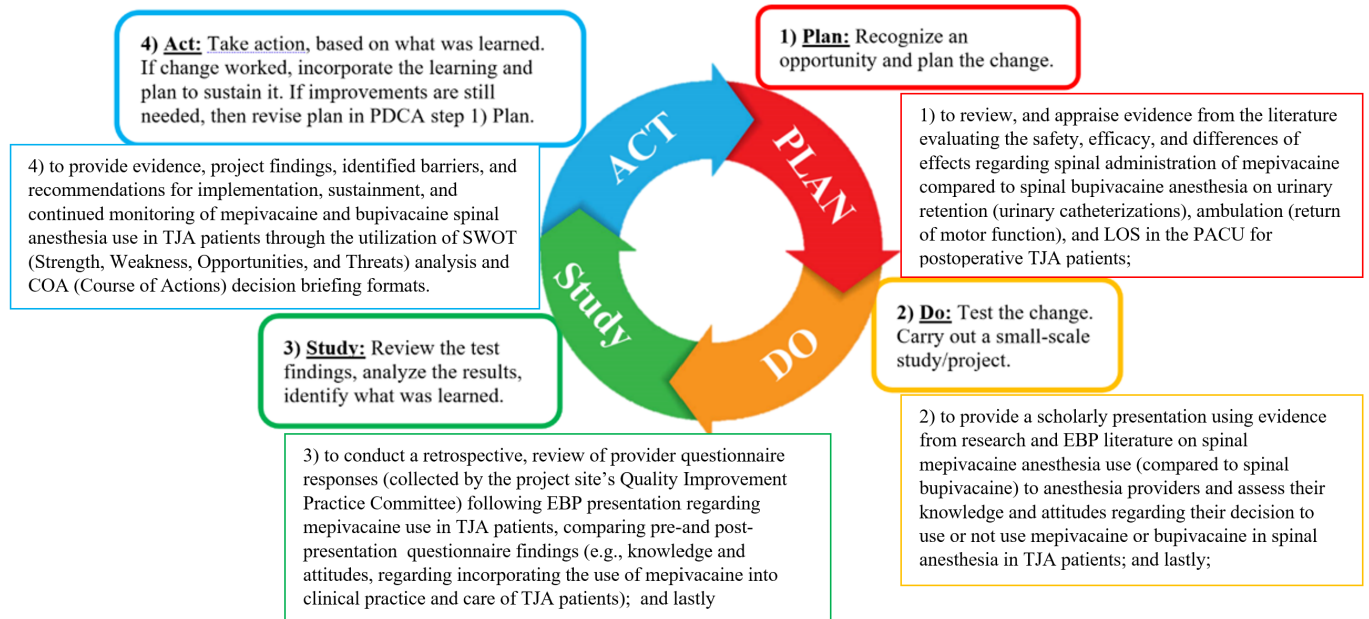 4) Act: Take action, based on what was learned.
If change worked, incorporate the learning and
plan to sustain it. If improvements are still
needed, then revise plan in PDCA step 1) Plan.
1) Plan: Recognize an
opportunity and plan the change.
ACT
PLAN
DO
Study
1) to review, and appraise evidence from the literature
evaluating the safety, efficacy, and differences of
effects regarding spinal administration of mepivacaine
compared to spinal bupivacaine anesthesia on urinary
retention (urinary catheterizations), ambulation (return
of motor function), and LOS in the PACU for
postoperative TJA patients;
4) to provide evidence, project findings, identified barriers, and
recommendations for implementation, sustainment, and
continued monitoring of mepivacaine and bupivacaine spinal
anesthesia use in TJA patients through the utilization of SWOT
(Strength, Weakness, Opportunities, and Threats) analysis and
COA (Course of Actions) decision briefing formats.
2) Do: Test the change.
Carry out a small-scale
study/project.
3) Study: Review the test
findings, analyze the results,
identify what was learned.
2) to provide a scholarly presentation using evidence
from research and EBP literature on spinal
mepivacaine anesthesia use (compared to spinal
bupivacaine) to anesthesia providers and assess their
knowledge and attitudes regarding their decision to
use or not use mepivacaine or bupivacaine in spinal
anesthesia in TJA patients; and lastly;
3) to conduct a retrospective, review of provider questionnaire
responses (collected by the project site's Quality Improvement
Practice Committee) following EBP presentation regarding
mepivacaine use in TJA patients, comparing pre-and post-
presentation questionnaire findings (e.g., knowledge and
attitudes, regarding incorporating the use of mepivacaine into
clinical practice and care of TJA patients); and lastly